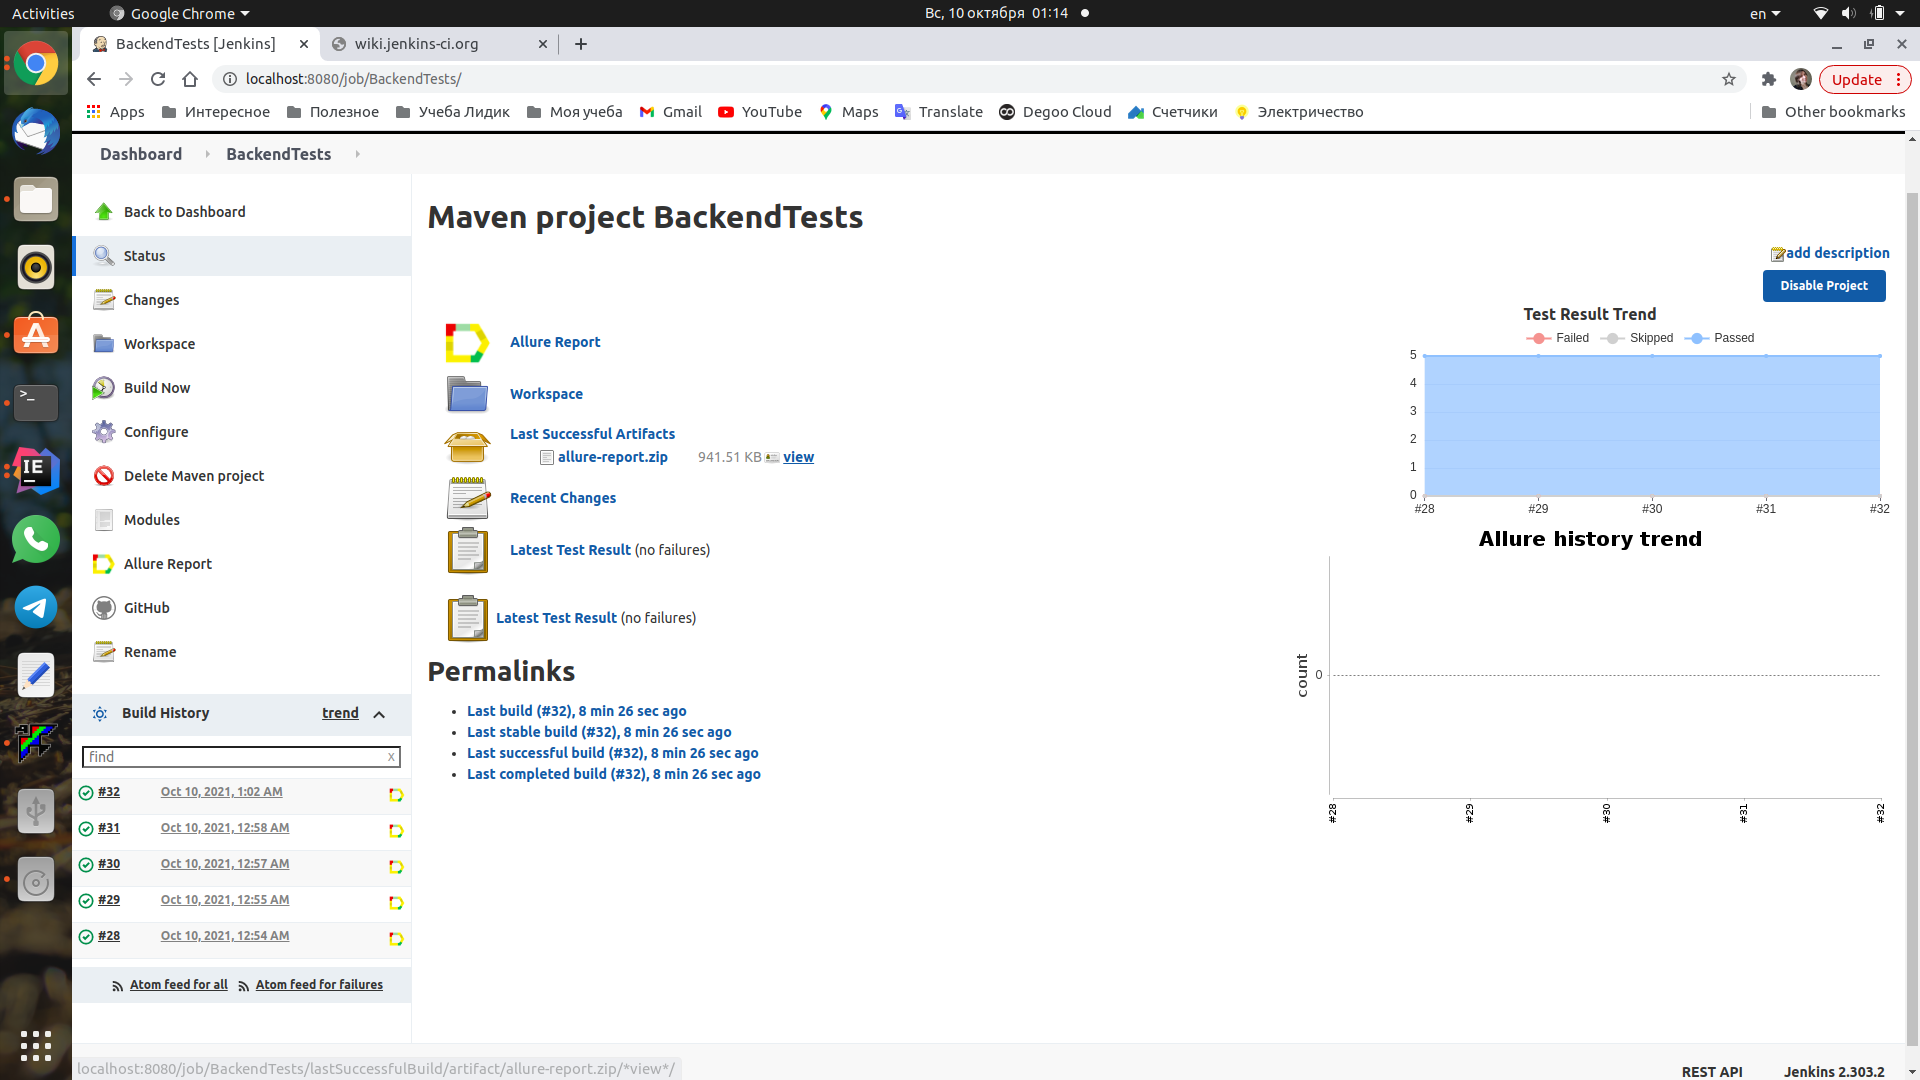 Activities
Google Chrome
Вс, 10 октября 01:14
en
BackendTests [Jenkins]
wiki.jenkins-ci.org
localhost:8080/job/BackendTests/
Update
Apps
Интересное
Полезное
Учеба Лидик
Моя учеба
Gmail
YouTube
Maps
Translate
Degoo Cloud
Счетчики
Электричество
Other bookmarks
Dashboard
BackendTests
Back to Dashboard
Status
Changes
Workspace
Build Now
Configure
Delete Maven project
Modules
Allure Report
GitHub
Rename
Build History
trend
find
x
#32 Oct 10, 2021, 1:02 AM
#31 Oct 10, 2021, 12:58 AM
#30 Oct 10, 2021, 12:57 AM
#29 Oct 10, 2021, 12:55 AM
#28 Oct 10, 2021, 12:54 AM
Atom feed for all
Atom feed for failures
Maven project BackendTests
add description
Disable Project
Allure Report
Workspace
Last Successful Artifacts
allure-report.zip 941.51 KB view
Recent Changes
Latest Test Result (no failures)
Latest Test Result (no failures)
Permalinks
Last build (#32), 8 min 26 sec ago
Last stable build (#32), 8 min 26 sec ago
Last successful build (#32), 8 min 26 sec ago
Last completed build (#32), 8 min 26 sec ago
Test Result Trend
Failed Skipped Passed
5
4
3
2
1
0
#28 #29 #30 #31 #32
Allure history trend
count
0
#28 #29 #30 #31 #32
localhost:8080/job/BackendTests/lastSuccessfulBuild/artifact/allure-report.zip/*view*/
REST API
Jenkins 2.303.2